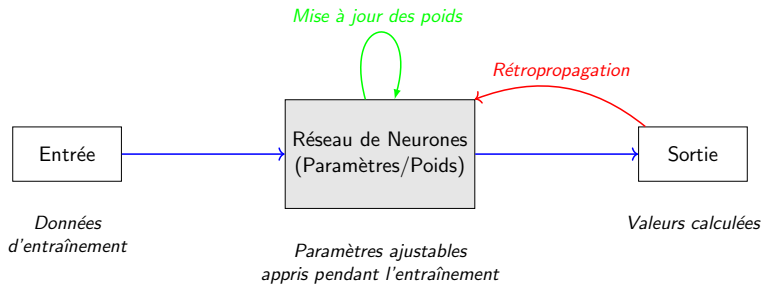 Mise à jour des poids
Rétropropagation
Entrée
Réseau de Neurones
(Paramètres/Poids)
Sortie
Données
d'entraînement
Paramètres ajustables
appris pendant l'entraînement
Valeurs calculées